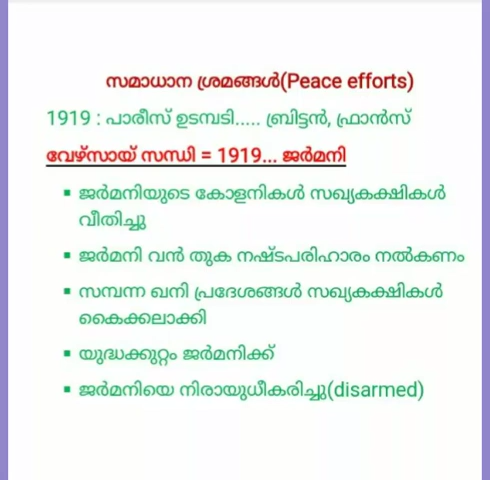 സമാധാന ശ്രമങ്ങൾ(Peace efforts)
1919 : പാരീസ് ഉടമ്പടി..... ബ്രിട്ടൻ, ഫ്രാൻസ്
വേഴ്സായ് സന്ധി = 1919... ജർമനി
▪ ജർമനിയുടെ കോളനികൾ സഖ്യകക്ഷികൾ
വീതിച്ചു
▪ ജർമനി വൻ തുക നഷ്ടപരിഹാരം നൽകണം
▪ സമ്പന്ന ഖനി പ്രദേശങ്ങൾ സഖ്യകക്ഷികൾ
കൈക്കലാക്കി
▪ യുദ്ധക്കുറ്റം ജർമനിക്ക്
▪ ജർമനിയെ നിരായുധീകരിച്ചു(disarmed)